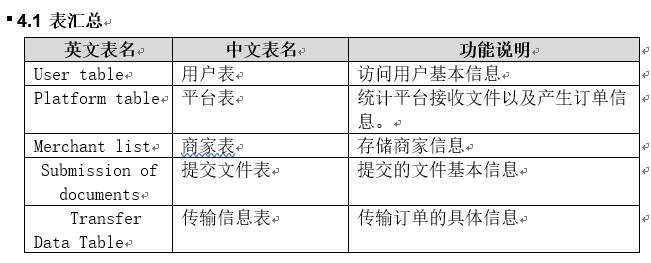 4.1 表汇总
英文表名 中文表名 功能说明
User table 用户表 访问用户基本信息
Platform table 平台表 统计平台接收文件以及产生订单信
息。
Merchant list 商家表 存储商家信息
Submission of 提交文件表 提交的文件基本信息
documents
Transfer 传输信息表 传输订单的具体信息
Data Table